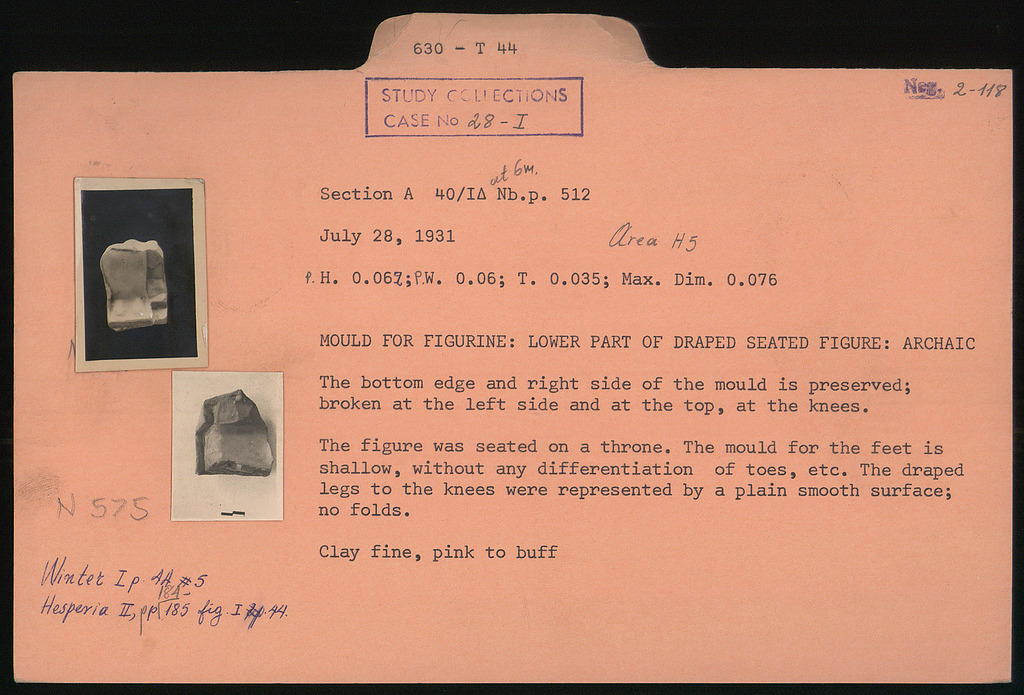 630 - T 44
STUDY COLLECTIONS
CASE No 28-I
Neg. 2-118
at 6m.
Section A 40/IΔ Nb.p. 512
July 28, 1931
Area H5
P.H. 0.067; P.W. 0.06; T. 0.035; Max. Dim. 0.076
MOULD FOR FIGURINE: LOWER PART OF DRAPED SEATED FIGURE: ARCHAIC
The bottom edge and right side of the mould is preserved;
broken at the left side and at the top, at the knees.
The figure was seated on a throne. The mould for the feet is
shallow, without any differentiation of toes, etc. The draped
legs to the knees were represented by a plain smooth surface;
no folds.
Clay fine, pink to buff
N 575
Winter I p. 44 #5
184-
Hesperia II, pp. 185 fig. I 44.